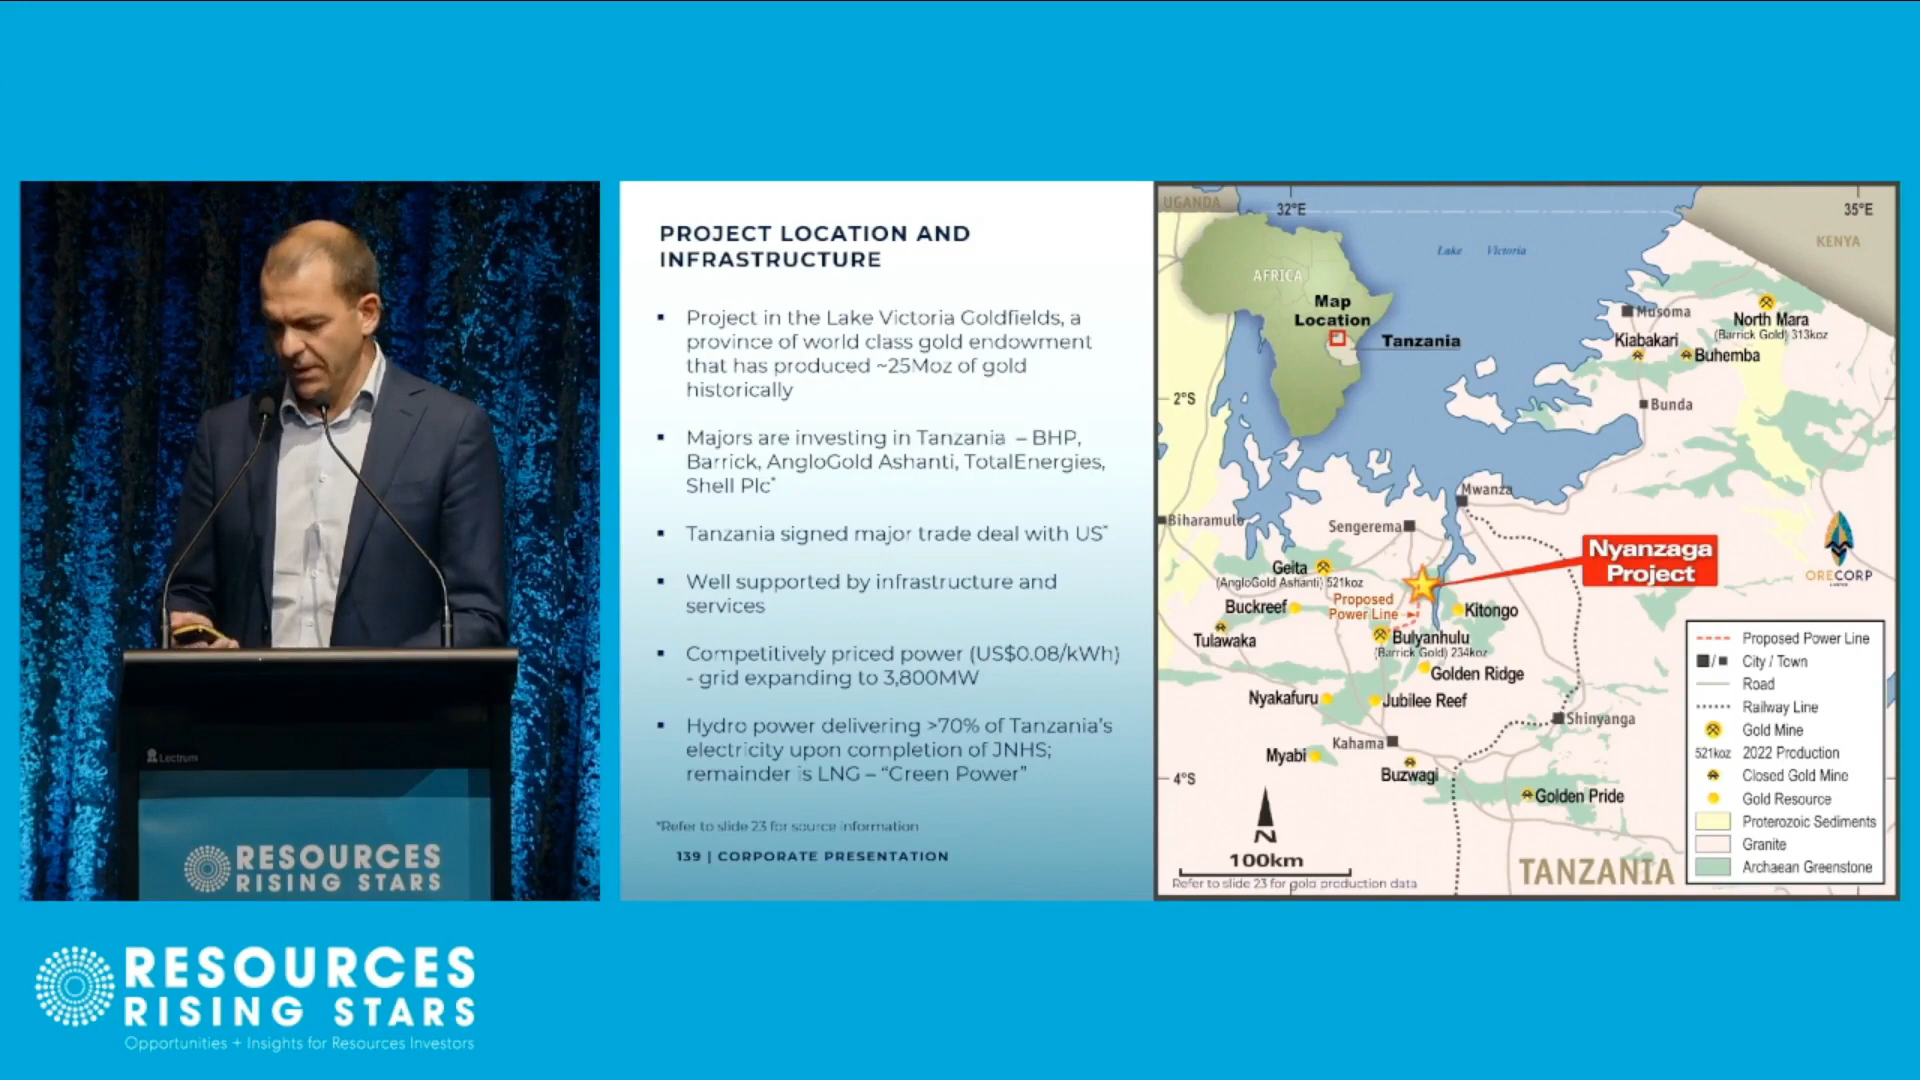 PROJECT LOCATION AND
INFRASTRUCTURE
▪ Project in the Lake Victoria Goldfields, a
province of world class gold endowment
that has produced ~25Moz of gold
historically
▪ Majors are investing in Tanzania – BHP,
Barrick, AngloGold Ashanti, TotalEnergies,
Shell Plc*
▪ Tanzania signed major trade deal with US*
▪ Well supported by infrastructure and
services
▪ Competitively priced power (US$0.08/kWh)
- grid expanding to 3,800MW
▪ Hydro power delivering >70% of Tanzania's
electricity upon completion of JNHS;
remainder is LNG – “Green Power”
*Refer to slide 23 for source information
139 | CORPORATE PRESENTATION
UGANDA
32°E
35°E
KENYA
Lake Victoria
AFRICA
Map
Location
Tanzania
Musoma
North Mara
(Barrick Gold) 313koz
Kiabakari
Buhemba
2°S
Bunda
Mwanza
Biharamulo
Sengerema
Nyanzaga
Project
ORECORP
LIMITED
Geita
(AngloGold Ashanti) 521koz
Proposed
Power Line
Buckreef
Kitongo
Tulawaka
Bulyanhulu
(Barrick Gold) 234koz
Golden Ridge
Nyakafuru
Jubilee Reef
Shinyanga
Kahama
Myabi
Buzwagi
4°S
Golden Pride
N
100km
Refer to slide 23 for gold production data
TANZANIA
Proposed Power Line
City / Town
Road
Railway Line
Gold Mine
521koz 2022 Production
Closed Gold Mine
Gold Resource
Proterozoic Sediments
Granite
Archaean Greenstone
Lectrum
RESOURCES
RISING STARS
RESOURCES
RISING STARS
Opportunities + Insights for Resources Investors